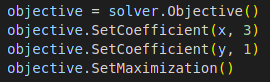 objective = solver.Objective()
objective.SetCoefficient(x, 3)
objective.SetCoefficient(y, 1)
objective.SetMaximization()